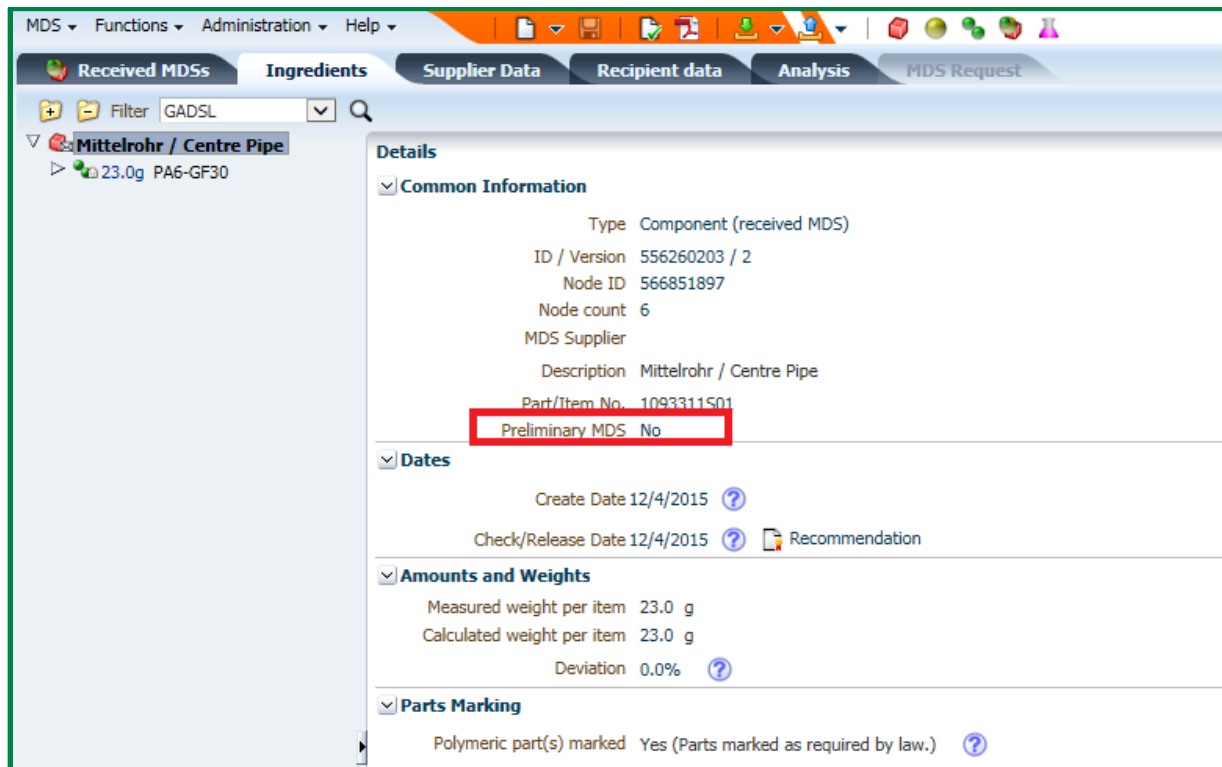 MDS Functions Administration Help
Received MDSs Ingredients Supplier Data Recipient data Analysis MDS Request
Filter GADSL
Mittelrohr / Centre Pipe
23.0g PA6-GF30
Details
Common Information
Type Component (received MDS)
ID / Version 556260203 / 2
Node ID 566851897
Node count 6
MDS Supplier
Description Mittelrohr / Centre Pipe
Part/Item No. 1093311S01
Preliminary MDS No
Dates
Create Date 12/4/2015 ?
Check/Release Date 12/4/2015 ? Recommendation
Amounts and Weights
Measured weight per item 23.0 g
Calculated weight per item 23.0 g
Deviation 0.0% ?
Parts Marking
Polymeric part(s) marked Yes (Parts marked as required by law.) ?